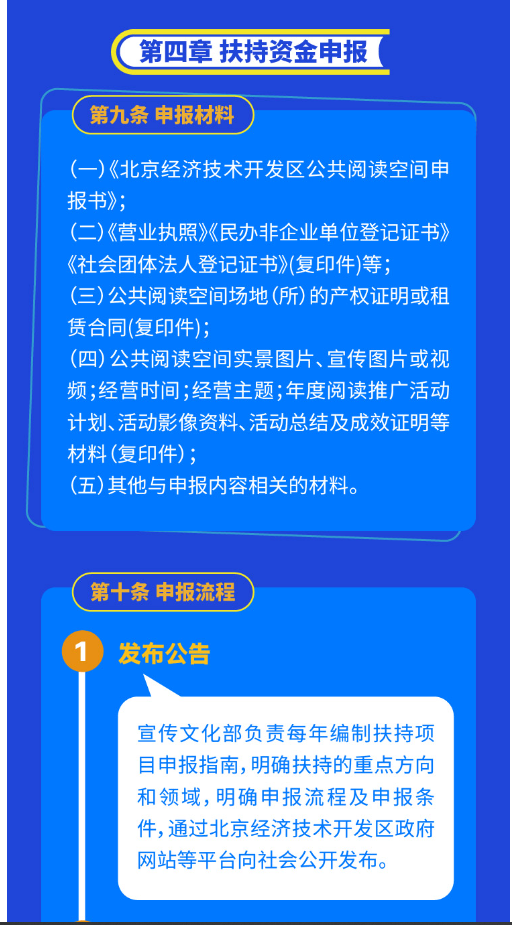 第四章 扶持资金申报
第九条 申报材料
（一）《北京经济技术开发区公共阅读空间申
报书》；
（二）《营业执照》《民办非企业单位登记证书》
《社会团体法人登记证书》(复印件)等；
（三）公共阅读空间场地（所）的产权证明或租
赁合同(复印件)；
（四）公共阅读空间实景图片、宣传图片或视
频；经营时间；经营主题；年度阅读推广活动
计划、活动影像资料、活动总结及成效证明等
材料（复印件）；
（五）其他与申报内容相关的材料。
第十条 申报流程
1 发布公告
宣传文化部负责每年编制扶持项
目申报指南，明确扶持的重点方向
和领域，明确申报流程及申报条
件，通过北京经济技术开发区政府
网站等平台向社会公开发布。